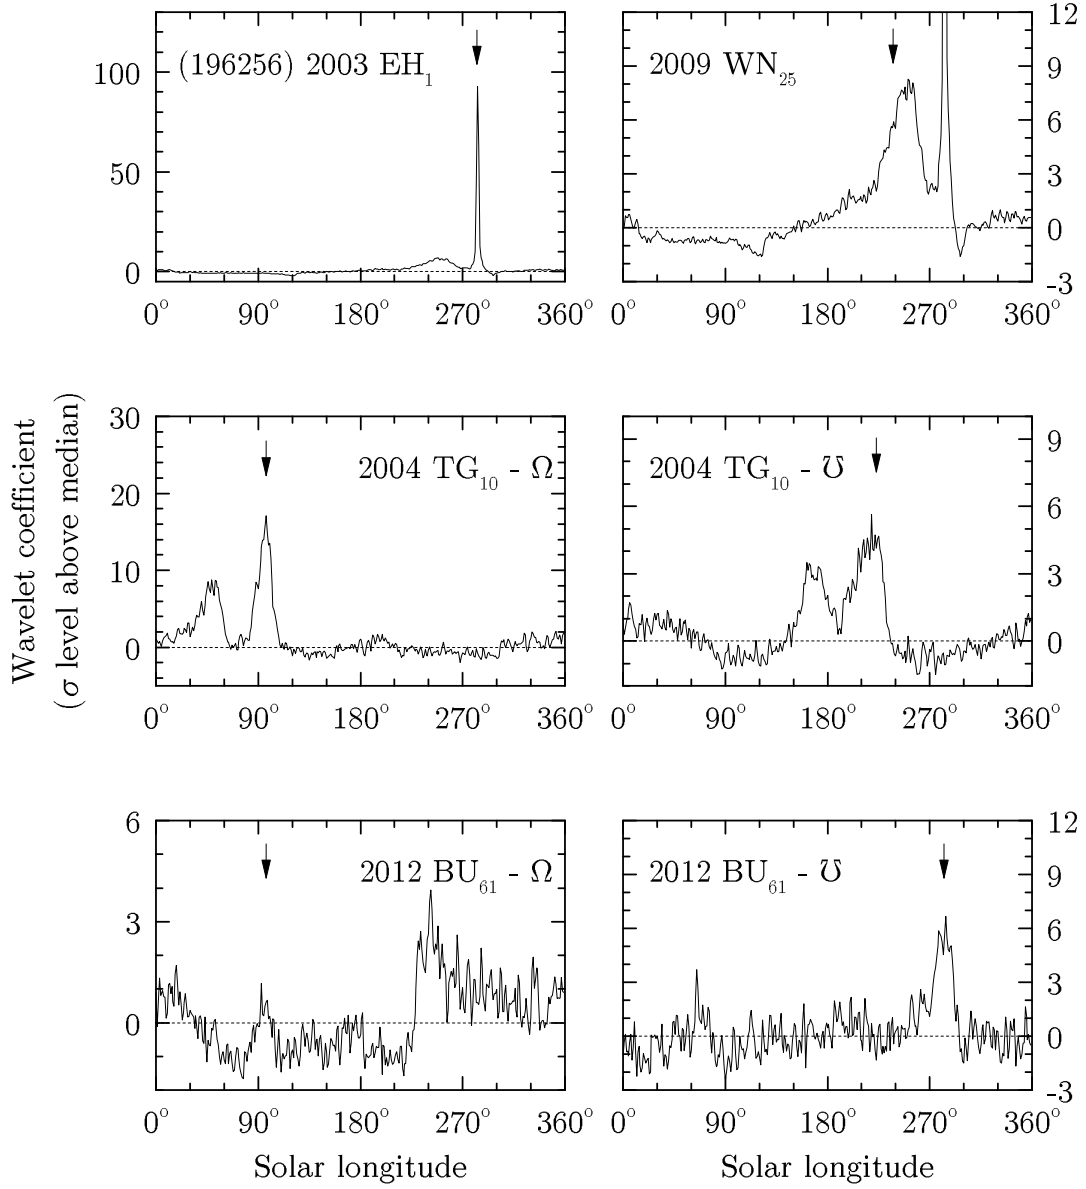 (196256) 2003 EH₁
100
50
0
0° 90° 180° 270° 360°
2009 WN₂₅
12
9
6
3
0
-3
0° 90° 180° 270° 360°
Wavelet coefficient
(σ level above median)
2004 TG₁₀ - Ω
30
20
10
0
0° 90° 180° 270° 360°
2004 TG₁₀ - ℧
9
6
3
0
0° 90° 180° 270° 360°
2012 BU₆₁ - Ω
6
3
0
0° 90° 180° 270° 360°
Solar longitude
2012 BU₆₁ - ℧
12
9
6
3
0
-3
0° 90° 180° 270° 360°
Solar longitude